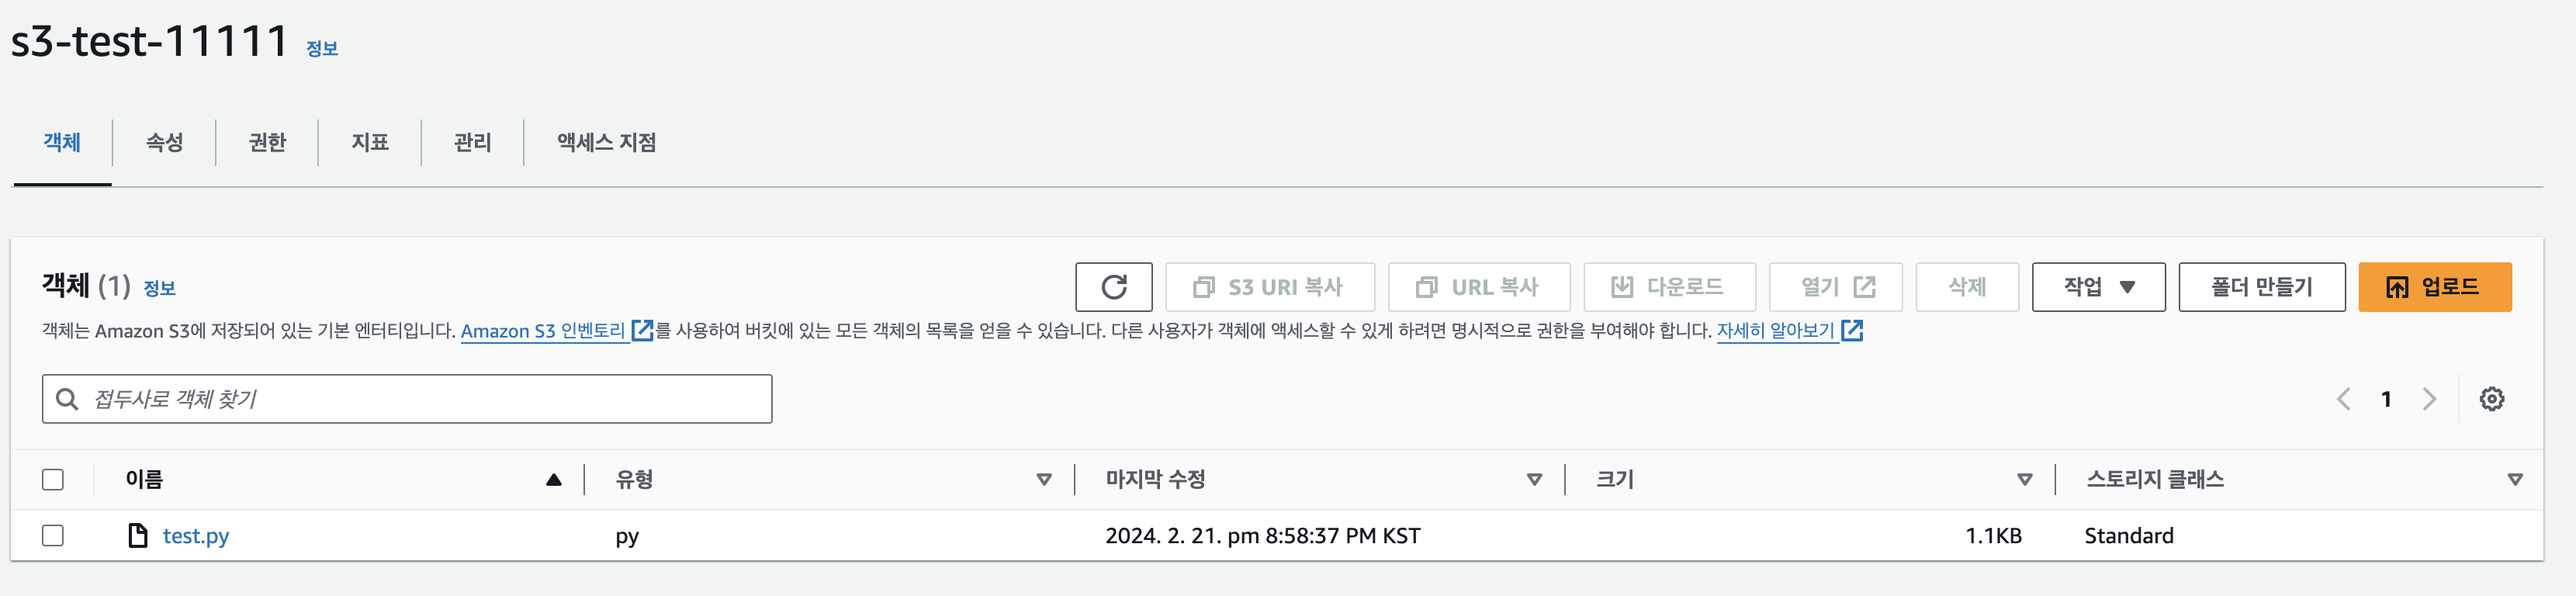 s3-test-11111 정보
객체 속성 권한 지표 관리 액세스 지점
객체 (1) 정보 S3 URI 복사 URL 복사 다운로드 열기 삭제 작업 폴더 만들기 업로드
객체는 Amazon S3에 저장되어 있는 기본 엔터티입니다. Amazon S3 인벤토리를 사용하여 버킷에 있는 모든 객체의 목록을 얻을 수 있습니다. 다른 사용자가 객체에 액세스할 수 있게 하려면 명시적으로 권한을 부여해야 합니다. 자세히 알아보기
접두사로 객체 찾기 1
이름 유형 마지막 수정 크기 스토리지 클래스
test.py py 2024. 2. 21. pm 8:58:37 PM KST 1.1KB Standard